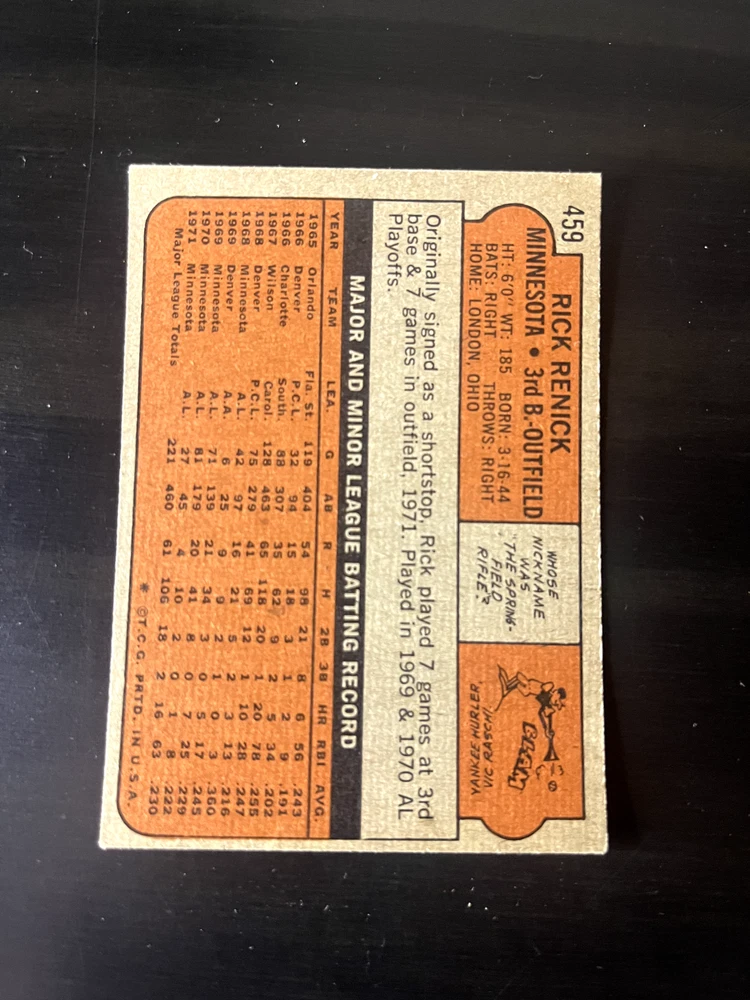 459
RICK RENICK
MINNESOTA • 3rd B.-OUTFIELD
HT: 6'0" WT: 185 BORN: 3-16-44
BATS: RIGHT THROWS: RIGHT
HOME: LONDON, OHIO
WHOSE
NICKNAME
WAS
"THE SPRING-
FIELD
RIFLE"?
BLAM
VIC RASCHI
YANKEE HURLER.
Originally signed as a shortstop, Rick played 7 games at 3rd
base & 7 games in outfield, 1971. Played in 1969 & 1970 AL
Playoffs.
MAJOR AND MINOR LEAGUE BATTING RECORD
YEAR TEAM LEA. G AB R H 2B 3B HR RBI AVG.
1965 Orlando Fla St. 119 404 54 98 21 8 6 56 .243
1966 Denver P.C.L. 32 94 15 18 3 1 2 9 .191
1966 Charlotte South. 88 307 35 62 9 2 5 34 .202
1967 Wilson Carol. 128 463 65 118 20 1 20 78 .255
1968 Denver P.C.L. 75 279 41 69 12 1 10 28 .247
1968 Minnesota A.L. 42 97 16 21 5 2 3 13 .216
1969 Denver A.A. 6 25 9 9 2 1 0 3 .360
1969 Minnesota A.L. 71 139 21 34 3 0 5 17 .245
1970 Minnesota A.L. 81 179 20 41 8 0 7 25 .229
1971 Minnesota A.L. 27 45 4 10 2 0 1 8 .222
Major League Totals 221 460 61 106 18 2 16 63 .230
* ©T.C.G. PRTD. IN U.S.A.